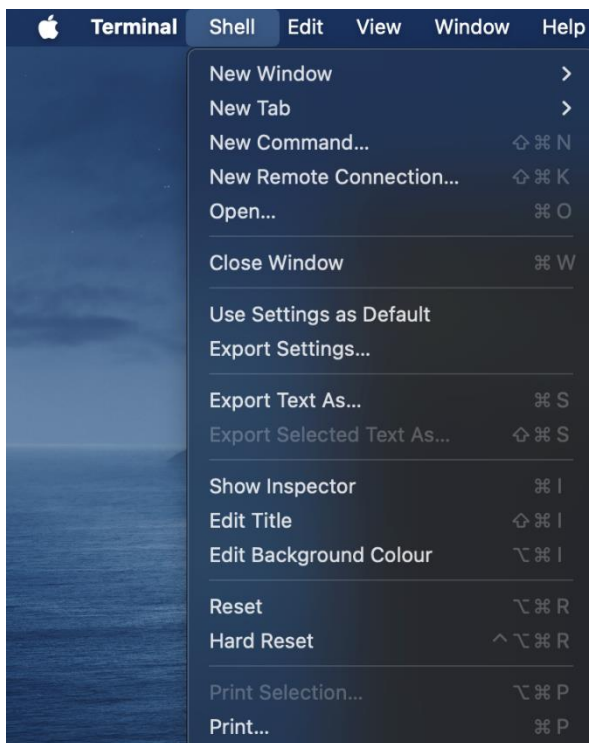 Terminal Shell Edit View Window Help
New Window >
New Tab >
New Command... ⇧⌘N
New Remote Connection... ⇧⌘K
Open... ⌘O
Close Window ⌘W
Use Settings as Default
Export Settings...
Export Text As... ⌘S
Export Selected Text As... ⇧⌘S
Show Inspector ⌘I
Edit Title ⇧⌘I
Edit Background Colour ⌥⌘I
Reset ⌥⌘R
Hard Reset ^⌥⌘R
Print Selection... ⌥⌘P
Print... ⌘P